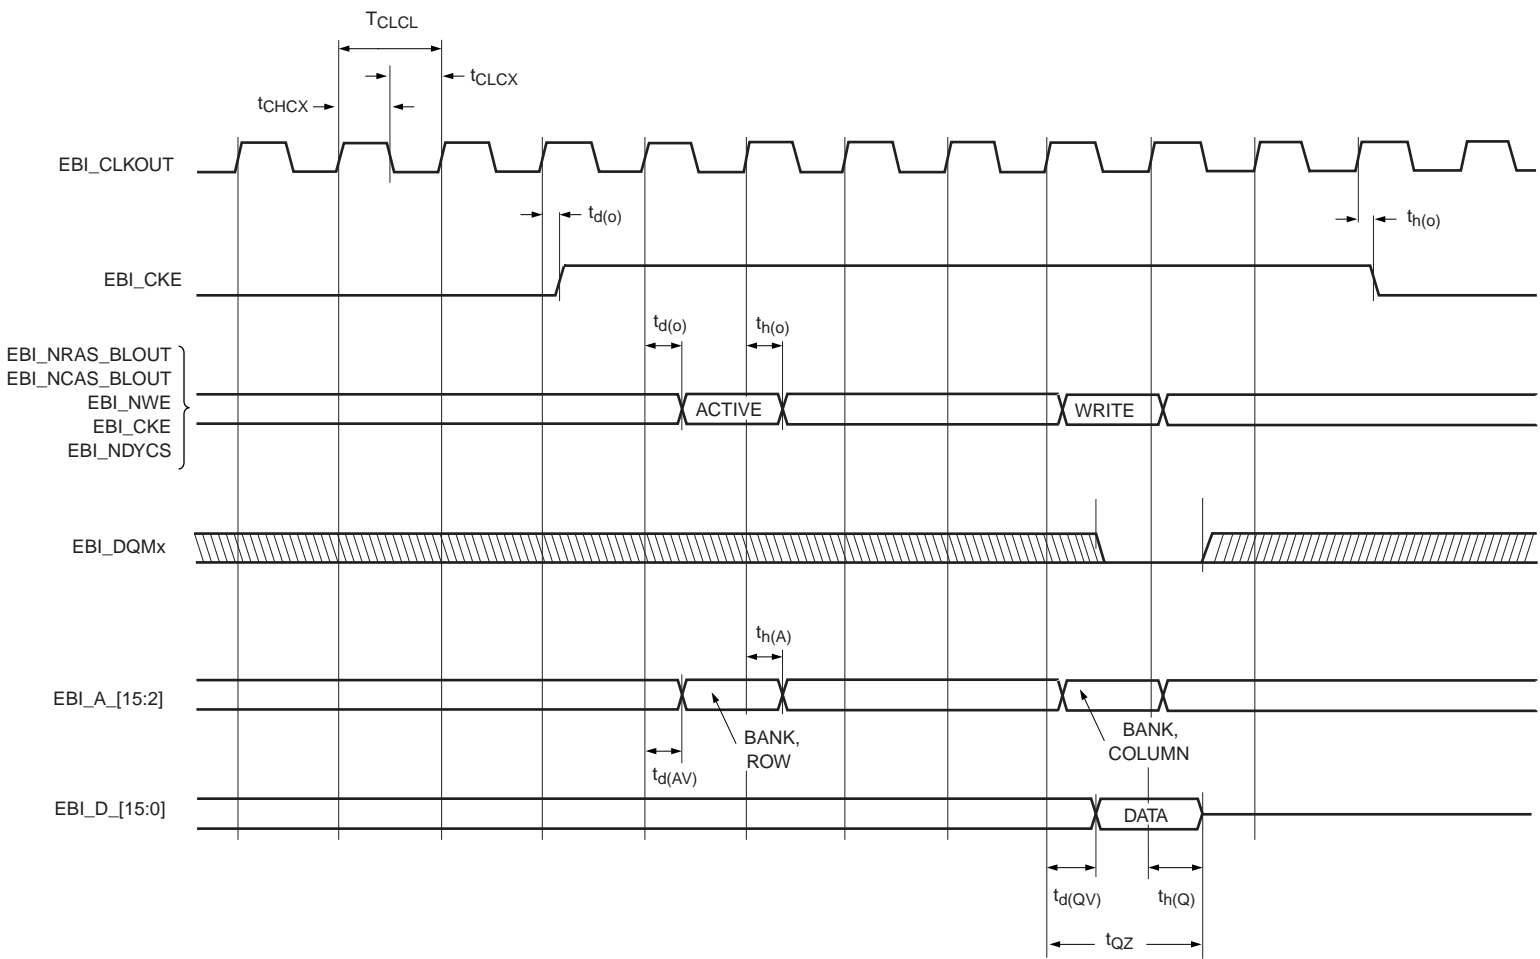 TCLCL
tCLCX
tCHCX
EBI_CLKOUT
td(o)
th(o)
EBI_CKE
td(o)
th(o)
EBI_NRAS_BLOUT
EBI_NCAS_BLOUT
EBI_NWE
EBI_CKE
EBI_NDYCS
ACTIVE
WRITE
EBI_DQMx
th(A)
EBI_A_[15:2]
BANK,
ROW
BANK,
COLUMN
td(AV)
EBI_D_[15:0]
DATA
td(QV)
th(Q)
tQZ